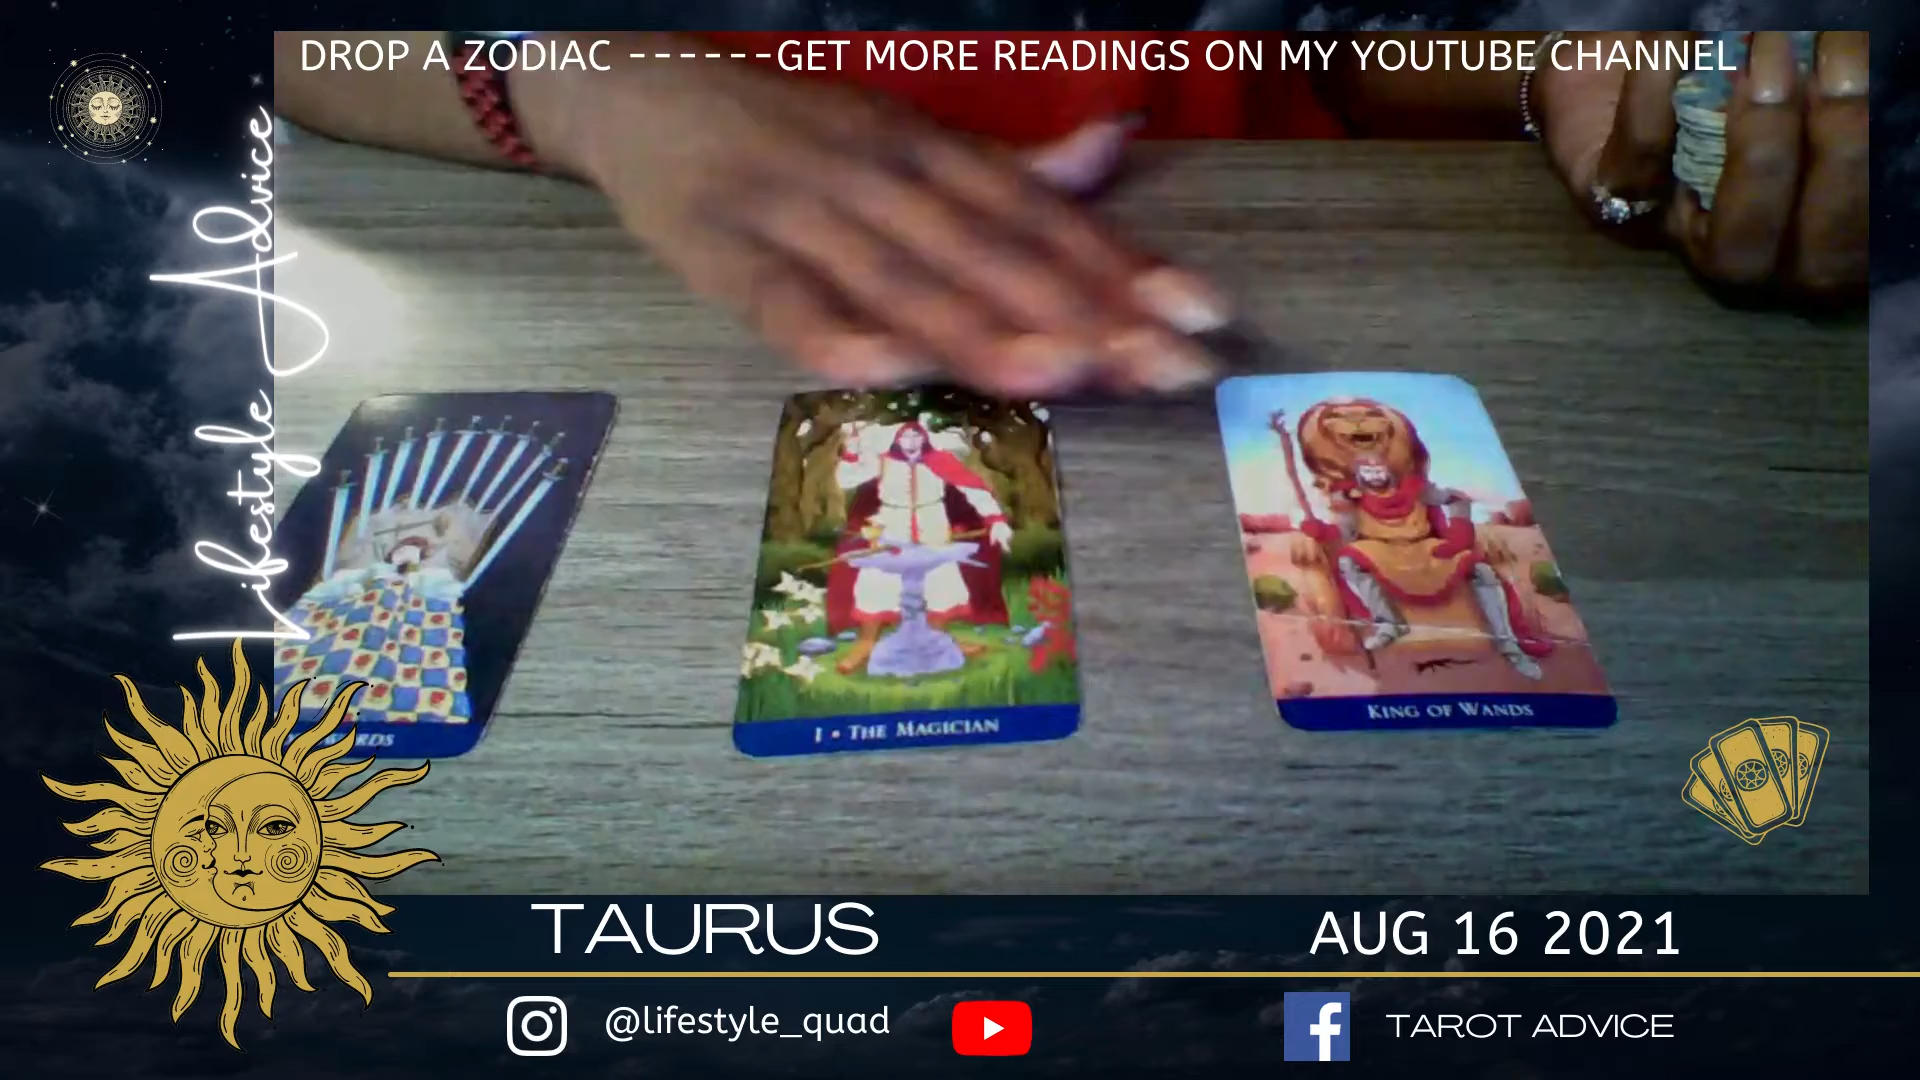 DROP A ZODIAC ------GET MORE READINGS ON MY YOUTUBE CHANNEL
Lifestyle Advice
I • THE MAGICIAN
KING OF WANDS
TAURUS
AUG 16 2021
@lifestyle_quad
TAROT ADVICE